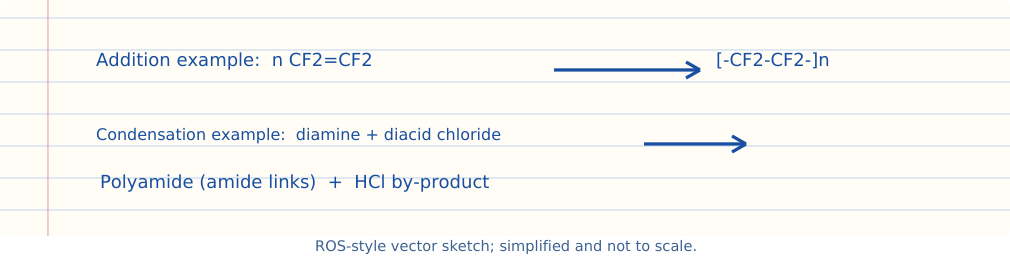 Addition example: n CF2=CF2 [-CF2-CF2-]n
Condensation example: diamine + diacid chloride
Polyamide (amide links) + HCl by-product
ROS-style vector sketch; simplified and not to scale.